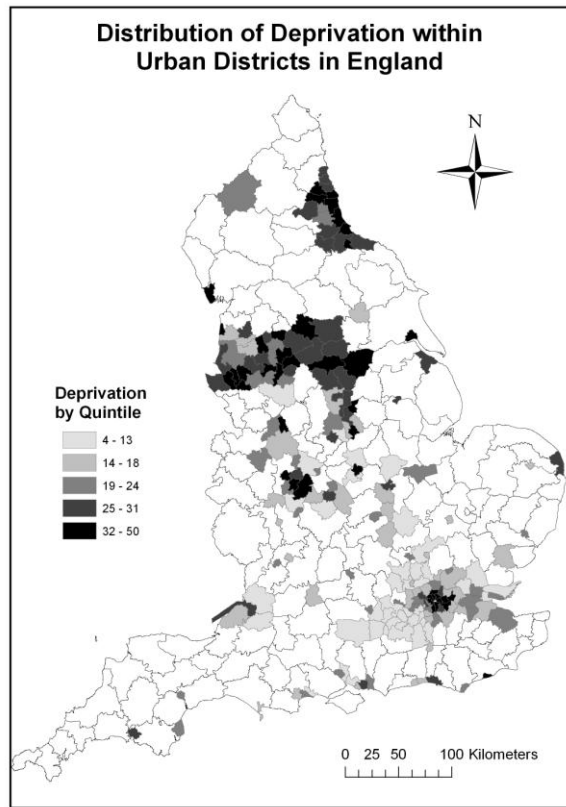 Distribution of Deprivation within
Urban Districts in England
N
Deprivation
by Quintile
4 - 13
14 - 18
19 - 24
25 - 31
32 - 50
0 25 50 100 Kilometers